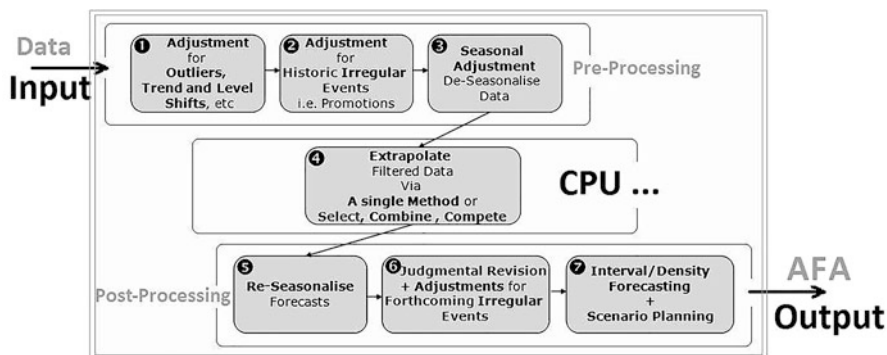 Data
Input
❶ Adjustment
for
Outliers,
Trend and Level
Shifts, etc
❷ Adjustment
for
Historic Irregular
Events
i.e. Promotions
❸ Seasonal
Adjustment
De-Seasonalise
Data
Pre-Processing
❹ Extrapolate
Filtered Data
Via
A single Method or
Select, Combine , Compete
CPU ...
Post-Processing
❺
Re-Seasonalise
Forecasts
❻ Judgmental Revision
+ Adjustments for
Forthcoming Irregular
Events
❼ Interval/Density
Forecasting
+
Scenario Planning
AFA
Output